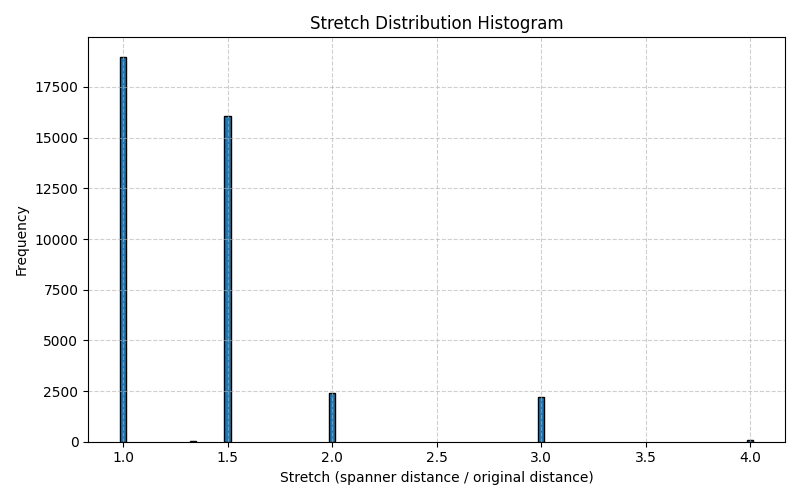 Stretch Distribution Histogram
Frequency
17500
15000
12500
10000
7500
5000
2500
0
1.0 1.5 2.0 2.5 3.0 3.5 4.0
Stretch (spanner distance / original distance)